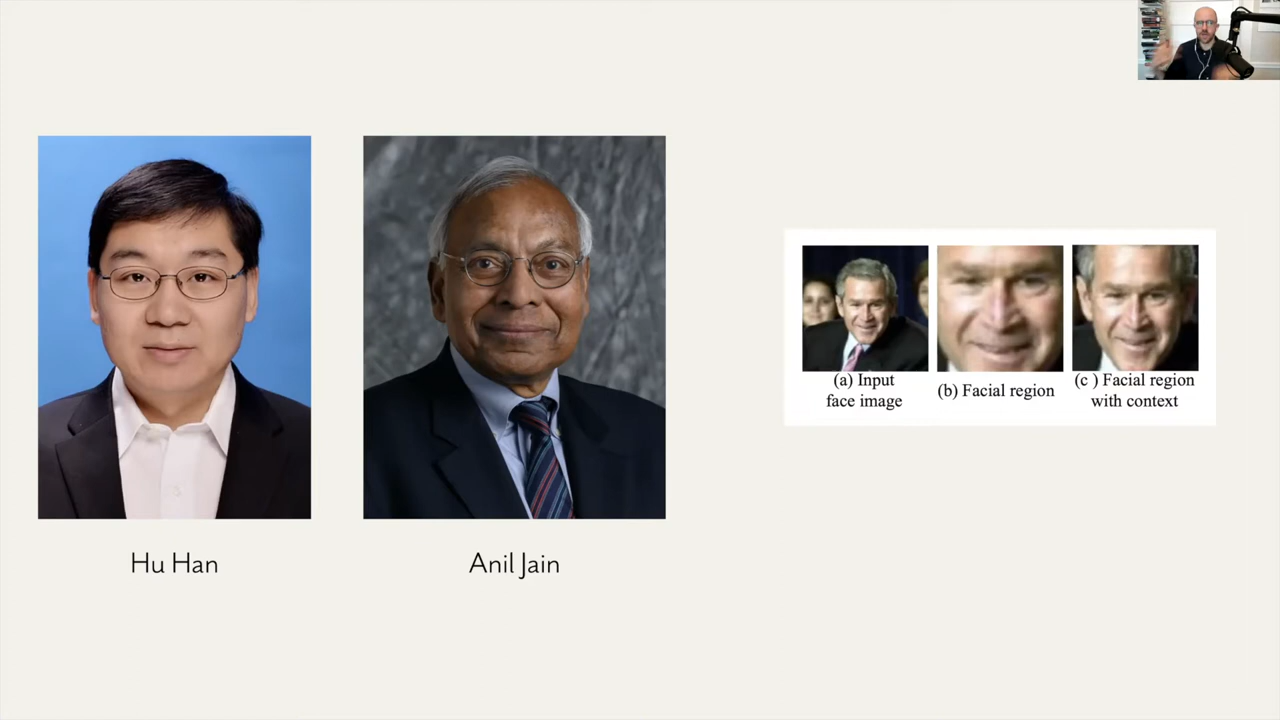 Hu Han
Anil Jain
(a) Input
face image
(b) Facial region
(c ) Facial region
with context